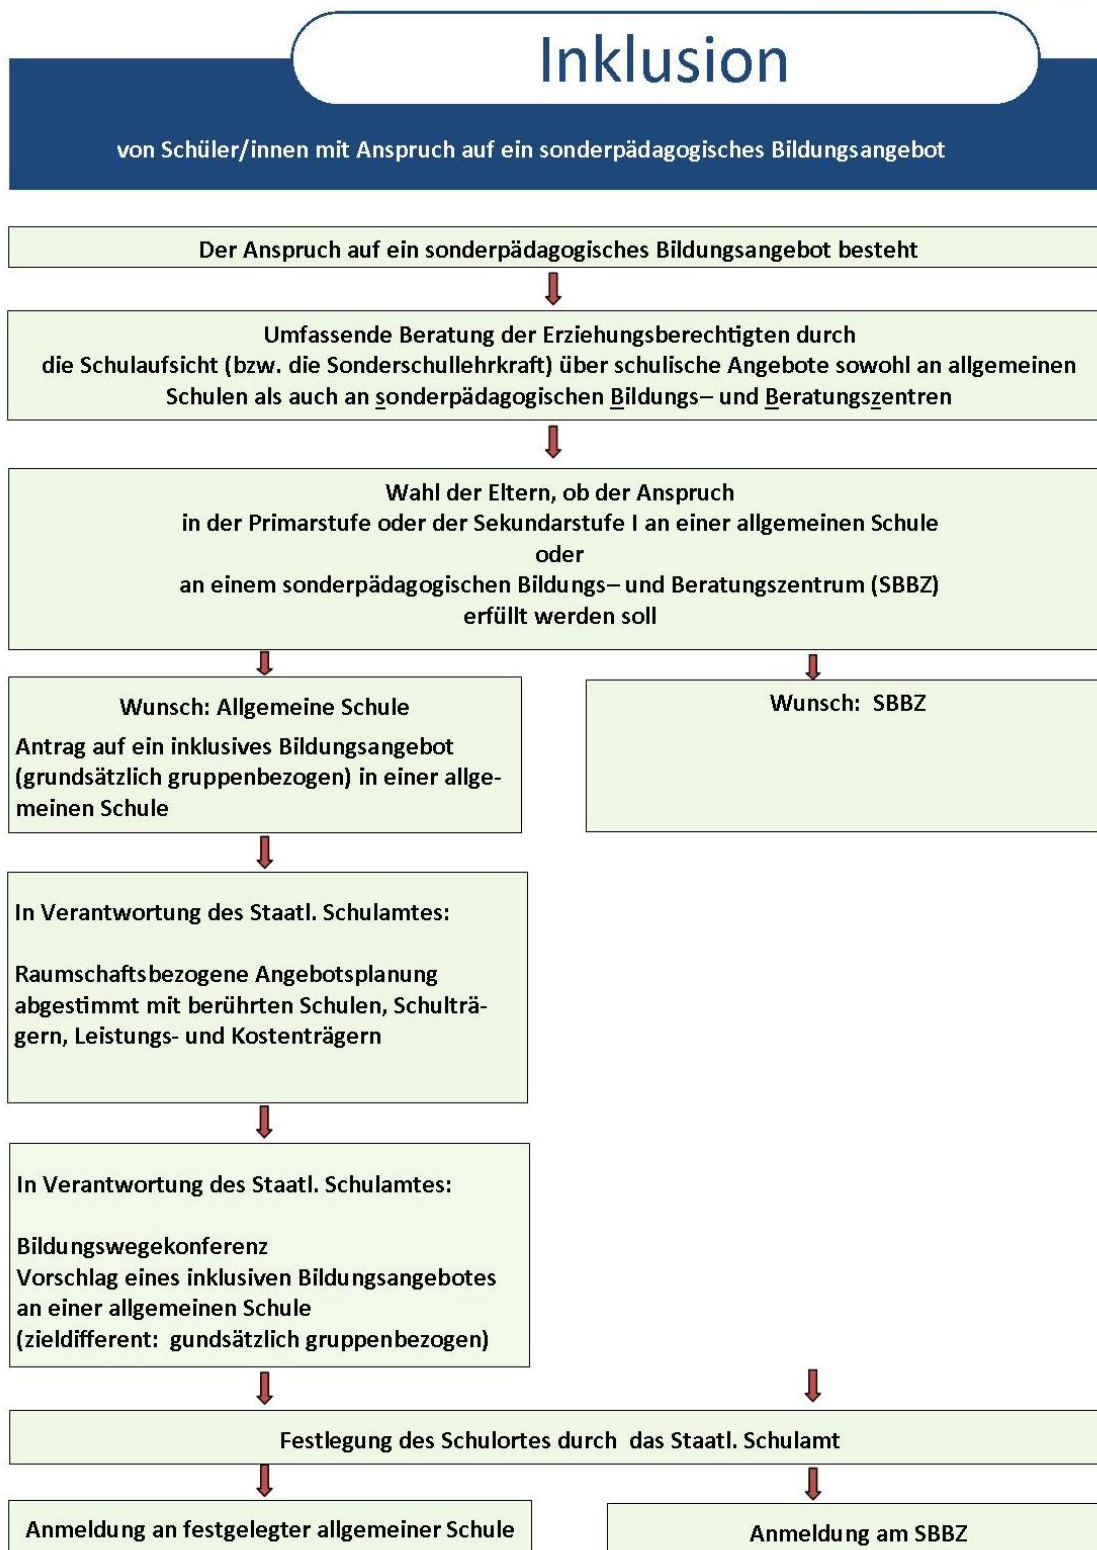 Inklusion
von Schüler/innen mit Anspruch auf ein sonderpädagogisches Bildungsangebot
Der Anspruch auf ein sonderpädagogisches Bildungsangebot besteht
Umfassende Beratung der Erziehungsberechtigten durch
die Schulaufsicht (bzw. die Sonderschullehrkraft) über schulische Angebote sowohl an allgemeinen
Schulen als auch an sonderpädagogischen Bildungs– und Beratungszentren
Wahl der Eltern, ob der Anspruch
in der Primarstufe oder der Sekundarstufe I an einer allgemeinen Schule
oder
an einem sonderpädagogischen Bildungs– und Beratungszentrum (SBBZ)
erfüllt werden soll
Wunsch: Allgemeine Schule
Antrag auf ein inklusives Bildungsangebot
(grundsätzlich gruppenbezogen) in einer allge-
meinen Schule
Wunsch: SBBZ
In Verantwortung des Staatl. Schulamtes:
Raumschaftsbezogene Angebotsplanung
abgestimmt mit berührten Schulen, Schulträ-
gern, Leistungs- und Kostenträgern
In Verantwortung des Staatl. Schulamtes:
Bildungswegekonferenz
Vorschlag eines inklusiven Bildungsangebotes
an einer allgemeinen Schule
(zieldifferent: gundsätzlich gruppenbezogen)
Festlegung des Schulortes durch das Staatl. Schulamt
Anmeldung an festgelegter allgemeiner Schule
Anmeldung am SBBZ